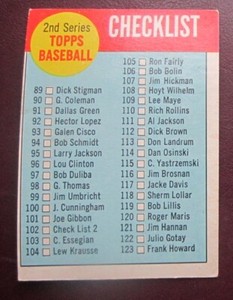 2nd Series
TOPPS
BASEBALL
CHECKLIST
89 Dick Stigman
90 G. Coleman
91 Dallas Green
92 Hector Lopez
93 Galen Cisco
94 Bob Schmidt
95 Larry Jackson
96 Lou Clinton
97 Bob Duliba
98 G. Thomas
99 Jim Umbricht
100 J. Cunningham
101 Joe Gibbon
102 Check List 2
103 C. Essegian
104 Lew Krausse
105 Ron Fairly
106 Bob Bolin
107 Jim Hickman
108 Hoyt Wilhelm
109 Lee Maye
110 Rich Rollins
111 Al Jackson
112 Dick Brown
113 Don Landrum
114 Dan Osinski
115 C. Yastrzemski
116 Jim Brosnan
117 Jacke Davis
118 Sherm Lollar
119 Bob Lillis
120 Roger Maris
121 Jim Hannan
122 Julio Gotay
123 Frank Howard